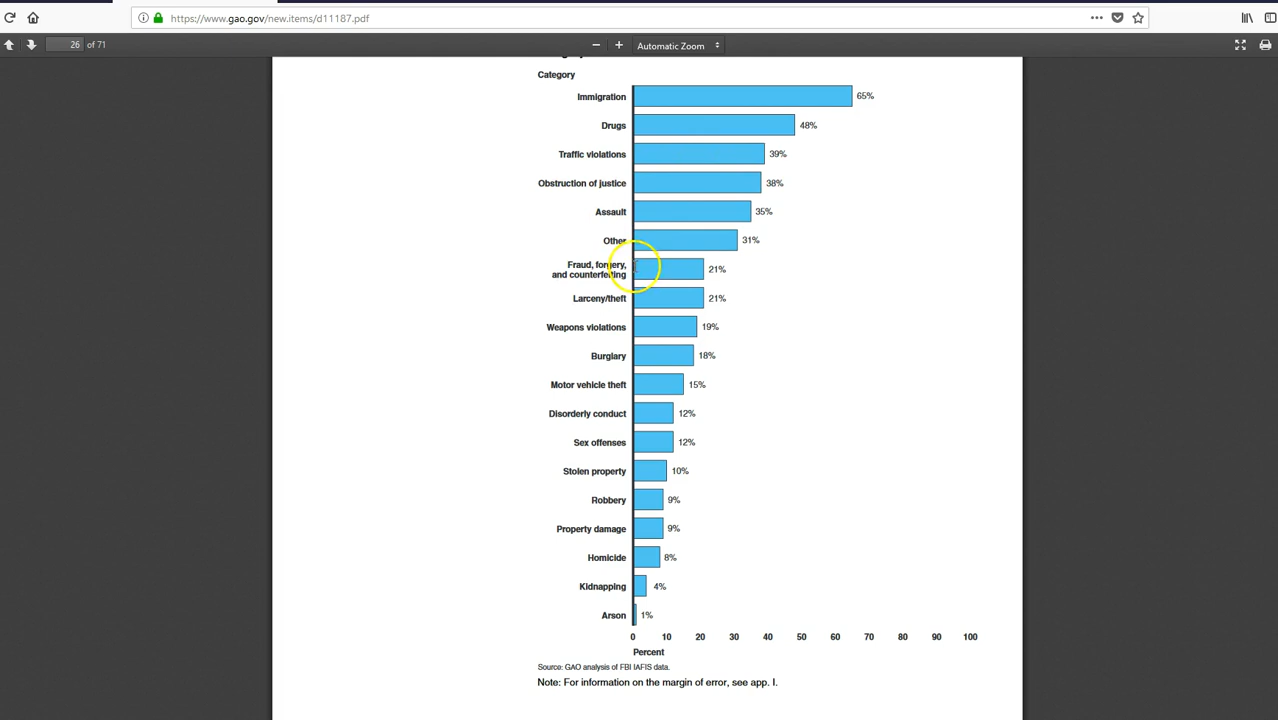 https://www.gao.gov/new.items/d11187.pdf
26 of 71
Automatic Zoom
Category
Immigration 65%
Drugs 48%
Traffic violations 39%
Obstruction of justice 38%
Assault 35%
Other 31%
Fraud, forgery,
and counterfeiting 21%
Larceny/theft 21%
Weapons violations 19%
Burglary 18%
Motor vehicle theft 15%
Disorderly conduct 12%
Sex offenses 12%
Stolen property 10%
Robbery 9%
Property damage 9%
Homicide 8%
Kidnapping 4%
Arson 1%
0 10 20 30 40 50 60 70 80 90 100
Percent
Source: GAO analysis of FBI IAFIS data.
Note: For information on the margin of error, see app. I.